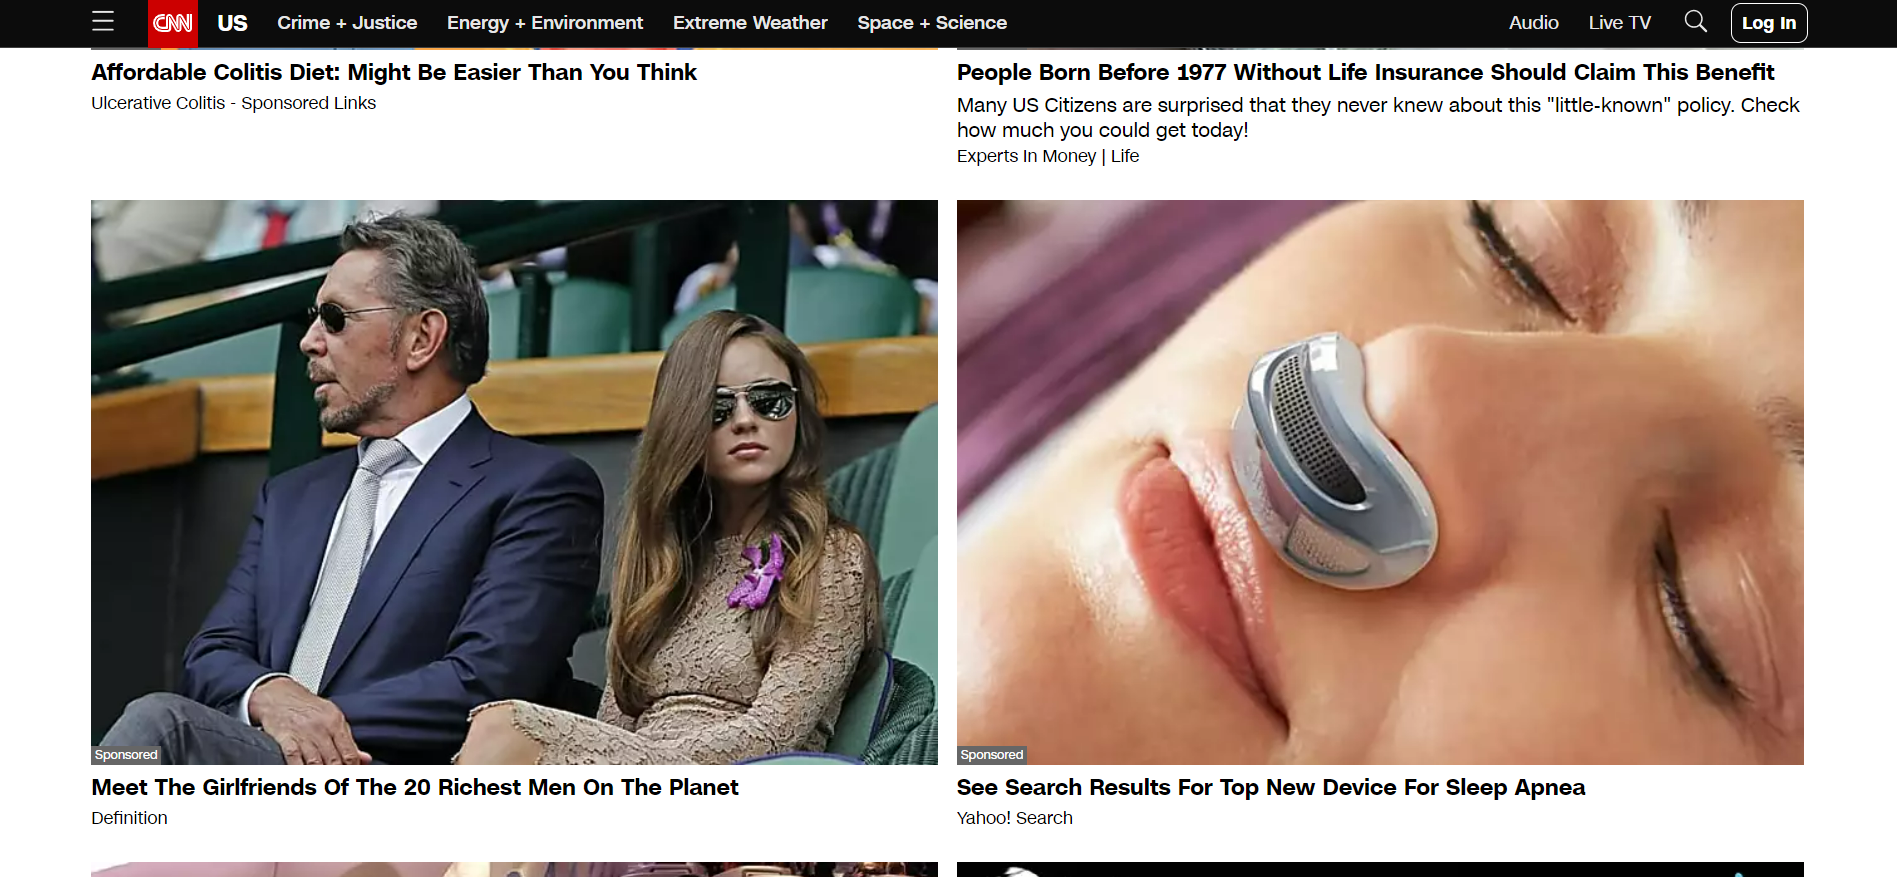 CNN US Crime + Justice Energy + Environment Extreme Weather Space + Science Audio Live TV Log In
Affordable Colitis Diet: Might Be Easier Than You Think
Ulcerative Colitis - Sponsored Links
People Born Before 1977 Without Life Insurance Should Claim This Benefit
Many US Citizens are surprised that they never knew about this "little-known" policy. Check
how much you could get today!
Experts In Money | Life
Sponsored
Meet The Girlfriends Of The 20 Richest Men On The Planet
Definition
Sponsored
See Search Results For Top New Device For Sleep Apnea
Yahoo! Search